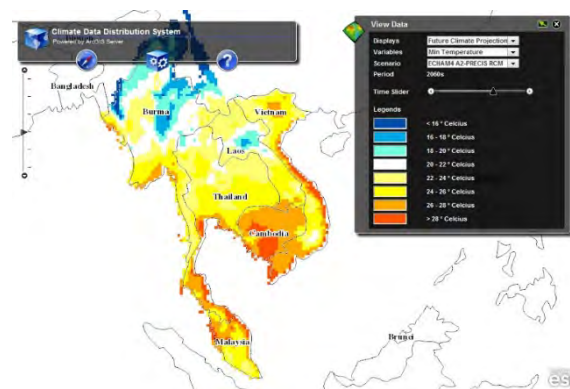 Climate Data Distribution System
Powered by ArcGIS Server
?
Bangladesh
Burma
Vietnam
Laos
Thailand
Cambodia
Malaysia
Brunei
View Data
Displays
Future Climate Projection
Variables
Min Temperature
Scenario
ECHAM4 A2-PRECIS RCM
Period
2060s
Time Slider
Legends
< 16 ° Celcius
16 - 18 ° Celcius
18 - 20 ° Celcius
20 - 22 ° Celcius
22 - 24 ° Celcius
24 - 26 ° Celcius
26 - 28 ° Celcius
> 28 ° Celcius
es